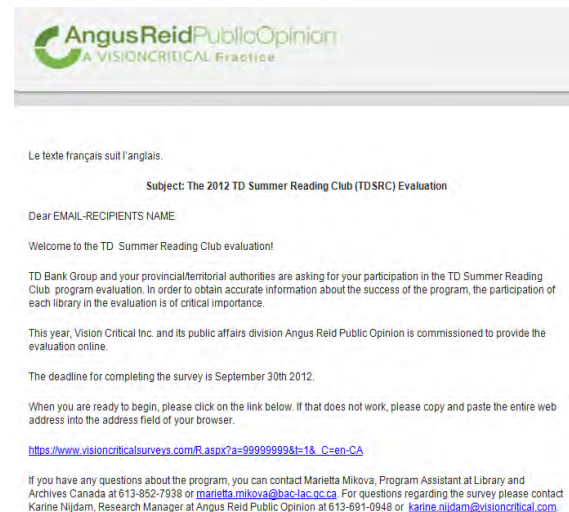 AngusReidPublicOpinion
A VISIONCRITICAL Practice
Le texte français suit l'anglais.
Subject: The 2012 TD Summer Reading Club (TDSRC) Evaluation
Dear EMAIL-RECIPIENTS NAME
Welcome to the TD Summer Reading Club evaluation!
TD Bank Group and your provincial/territorial authorities are asking for your participation in the TD Summer Reading
Club program evaluation. In order to obtain accurate information about the success of the program, the participation of
each library in the evaluation is of critical importance.
This year, Vision Critical Inc. and its public affairs division Angus Reid Public Opinion is commissioned to provide the
evaluation online.
The deadline for completing the survey is September 30th 2012.
When you are ready to begin, please click on the link below. If that does not work, please copy and paste the entire web
address into the address field of your browser.
https://www.visioncriticalsurveys.com/R.aspx?a=99999999&t=1&_C=en-CA
If you have any questions about the program, you can contact Marietta Mikova, Program Assistant at Library and
Archives Canada at 613-852-7938 or marietta.mikova@bac-lac.gc.ca. For questions regarding the survey please contact
Karine Nijdam, Research Manager at Angus Reid Public Opinion at 613-691-0948 or karine.nijdam@visioncritical.com.